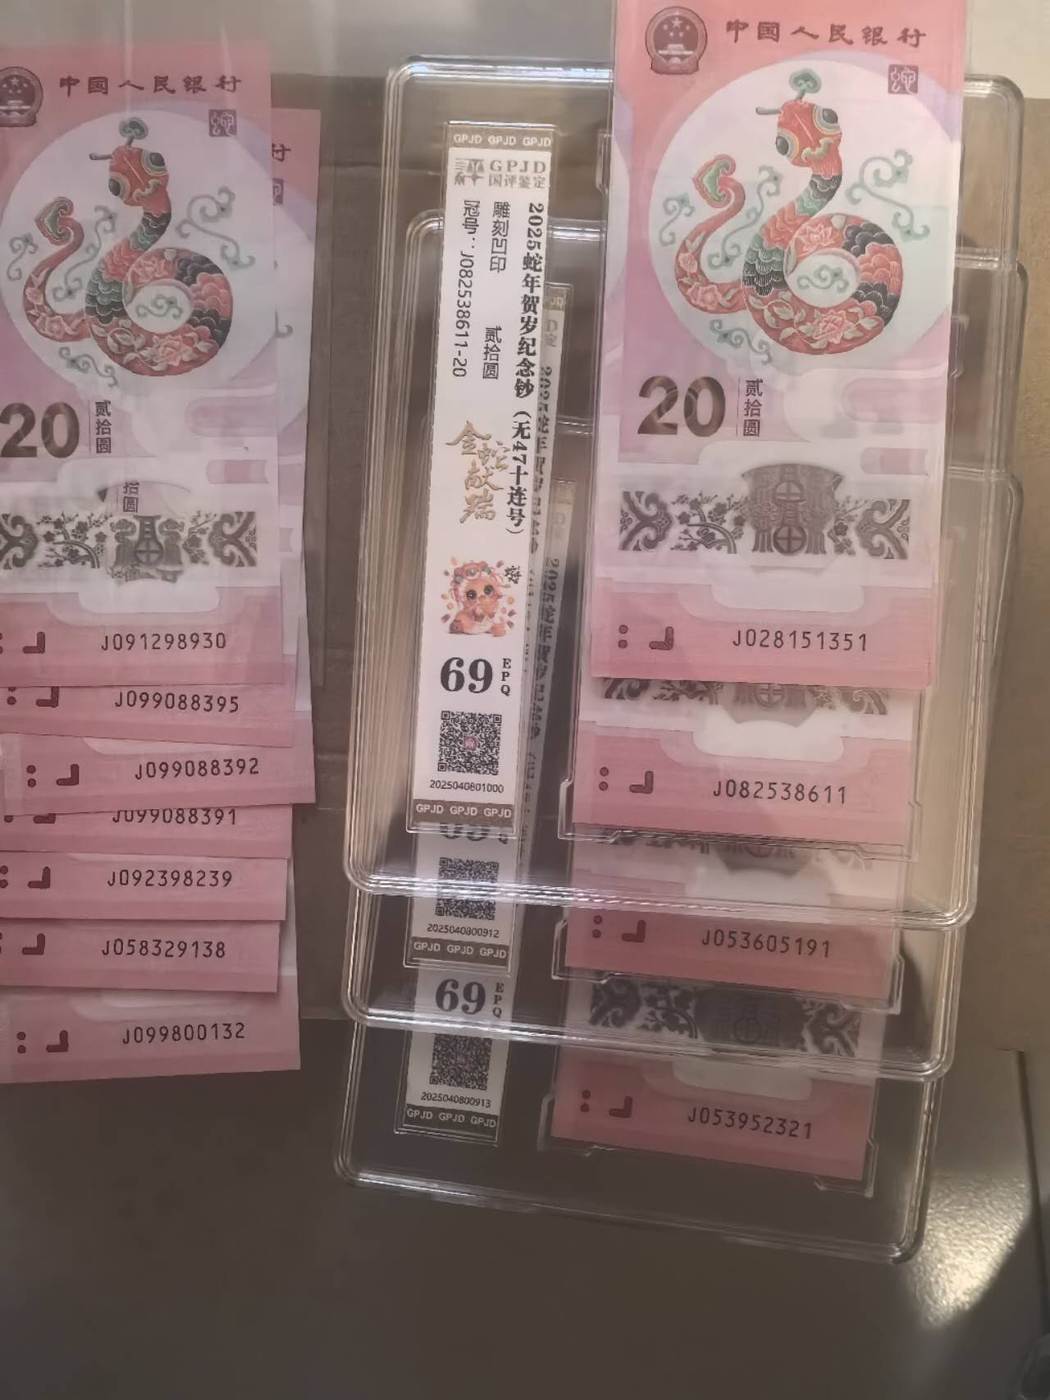 中国人民银行
20
贰拾圆
拾圆
J091298930
J099088395
J099088392
J099088391
J092398239
J058329138
J099800132
GPJD GPJD GPJD
GPJD
国评鉴定
2025蛇年贺岁纪念钞（无47十连号）
雕刻凹印 贰拾圆
冠号：J082538611-20
金蛇献瑞
69 EPQ
2025040801000
GPJD GPJD GPJD
2025040800912
GPJD GPJD GPJD
69 EPQ
2025040800913
GPJD GPJD GPJD
中国人民银行
20
贰拾圆
J028151351
J082538611
J053605191
J053952321